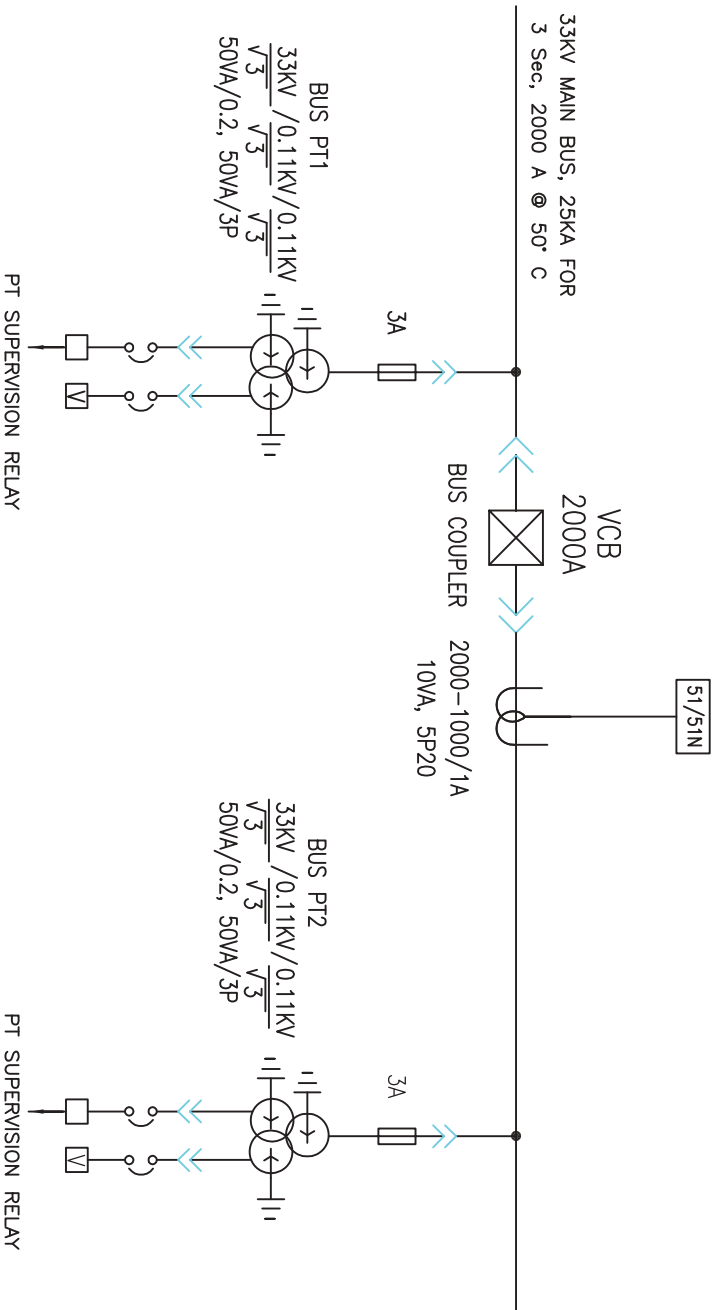 33KV MAIN BUS, 25KA FOR
3 Sec, 2000 A @ 50° C
VCB
2000A
BUS COUPLER
51/51N
2000-1000/1A
10VA, 5P20
3A
BUS PT1
33KV/0.11KV/0.11KV
√3 √3 √3
50VA/0.2, 50VA/3P
V
PT SUPERVISION RELAY
3A
BUS PT2
33KV/0.11KV/0.11KV
√3 √3 √3
50VA/0.2, 50VA/3P
V
PT SUPERVISION RELAY